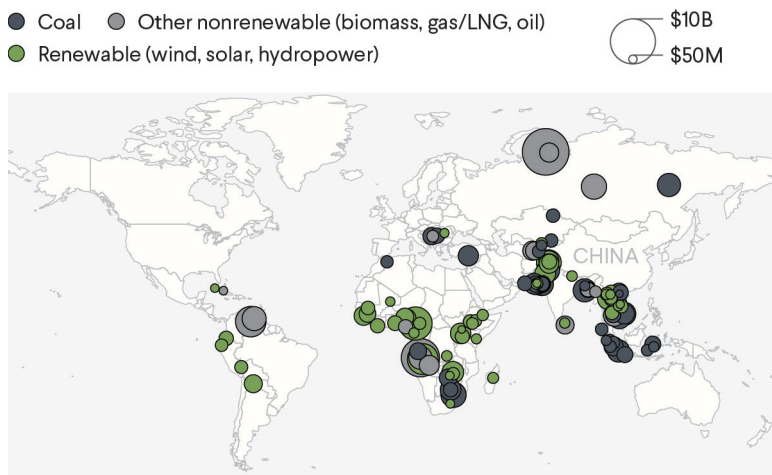 Coal Other nonrenewable (biomass, gas/LNG, oil)
Renewable (wind, solar, hydropower)
$10B
$50M
CHINA